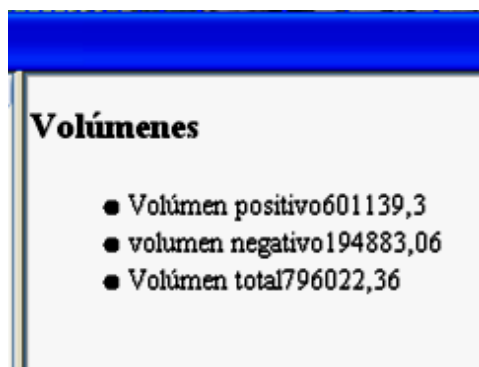 Volúmenes
Volúmen positivo601139,3
volumen negativo194883,06
Volúmen total796022,36